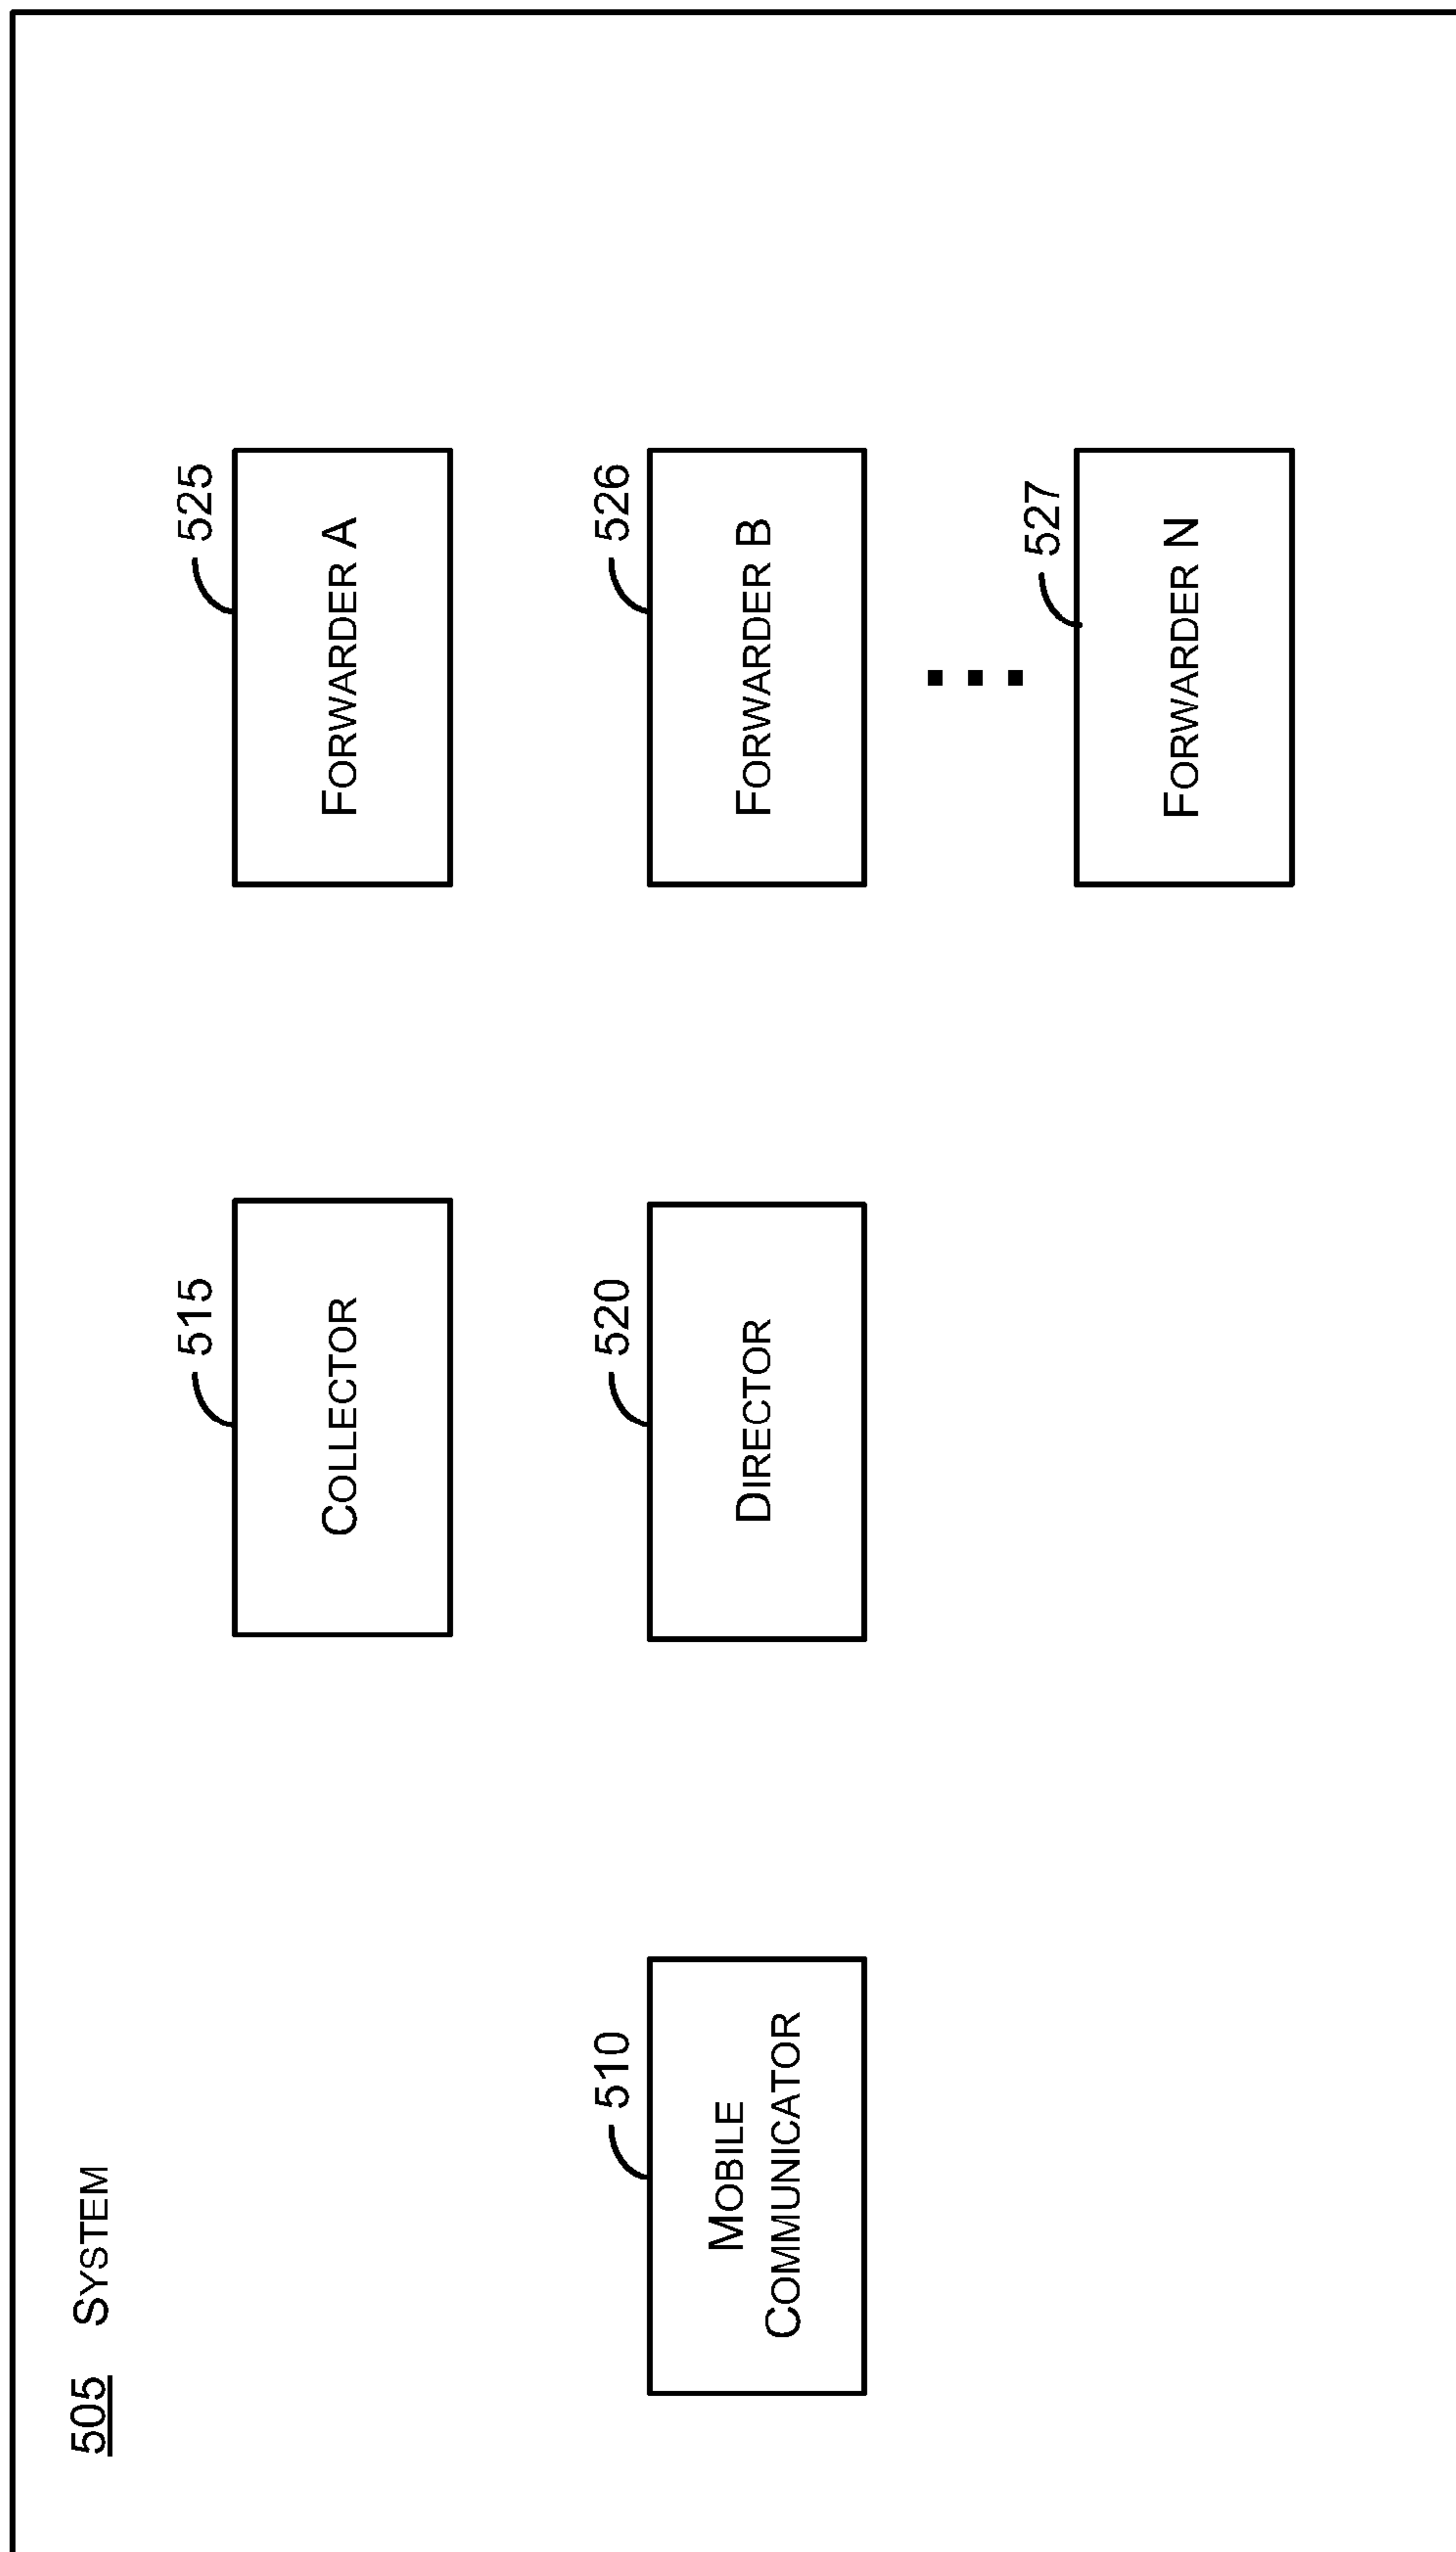 505 SYSTEM
515
COLLECTOR
525
FORWARDER A
510
MOBILE
COMMUNICATOR
520
DIRECTOR
526
FORWARDER B
527
FORWARDER N